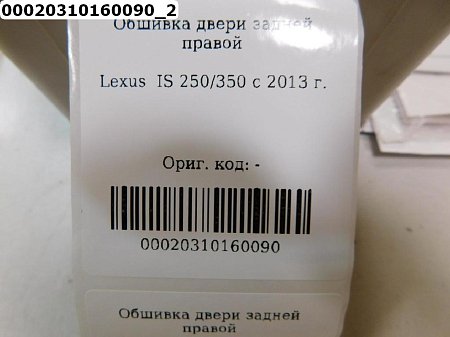 00020310160090_2
Обшивка двери задней
правой
Lexus IS 250/350 с 2013 г.
Ориг. код: -
00020310160090
Обшивка двери задней
правой